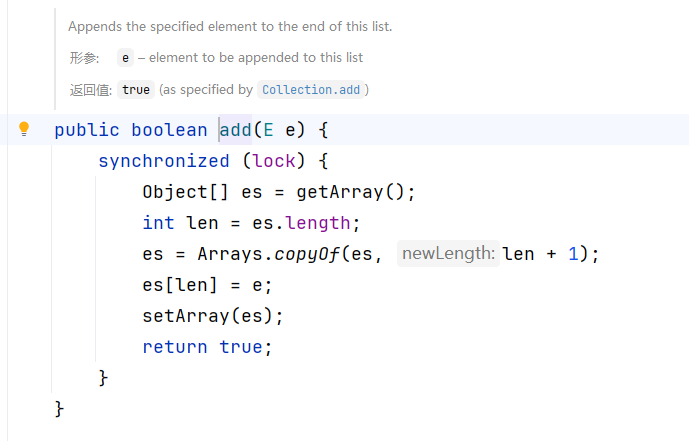 Appends the specified element to the end of this list.
形参: e – element to be appended to this list
返回值: true (as specified by Collection.add)
public boolean add(E e) {
synchronized (lock) {
Object[] es = getArray();
int len = es.length;
es = Arrays.copyOf(es, newLength: len + 1);
es[len] = e;
setArray(es);
return true;
}
}